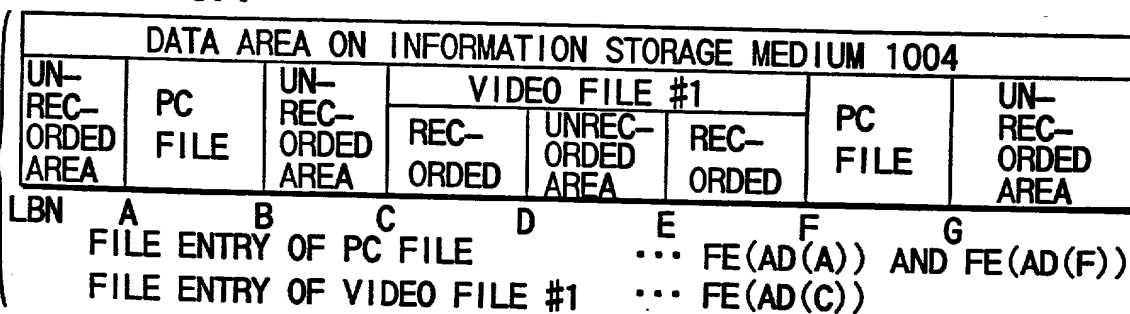 DATA AREA ON INFORMATION STORAGE MEDIUM 1004
UN-
REC-
ORDED
AREA
PC
FILE
UN-
REC-
ORDED
AREA
VIDEO FILE #1
REC-
ORDED
UNREC-
ORDED
AREA
REC-
ORDED
PC
FILE
UN-
REC-
ORDED
AREA
LBN A B C D E F G
FILE ENTRY OF PC FILE ··· FE(AD(A)) AND FE(AD(F))
FILE ENTRY OF VIDEO FILE #1 ··· FE(AD(C))